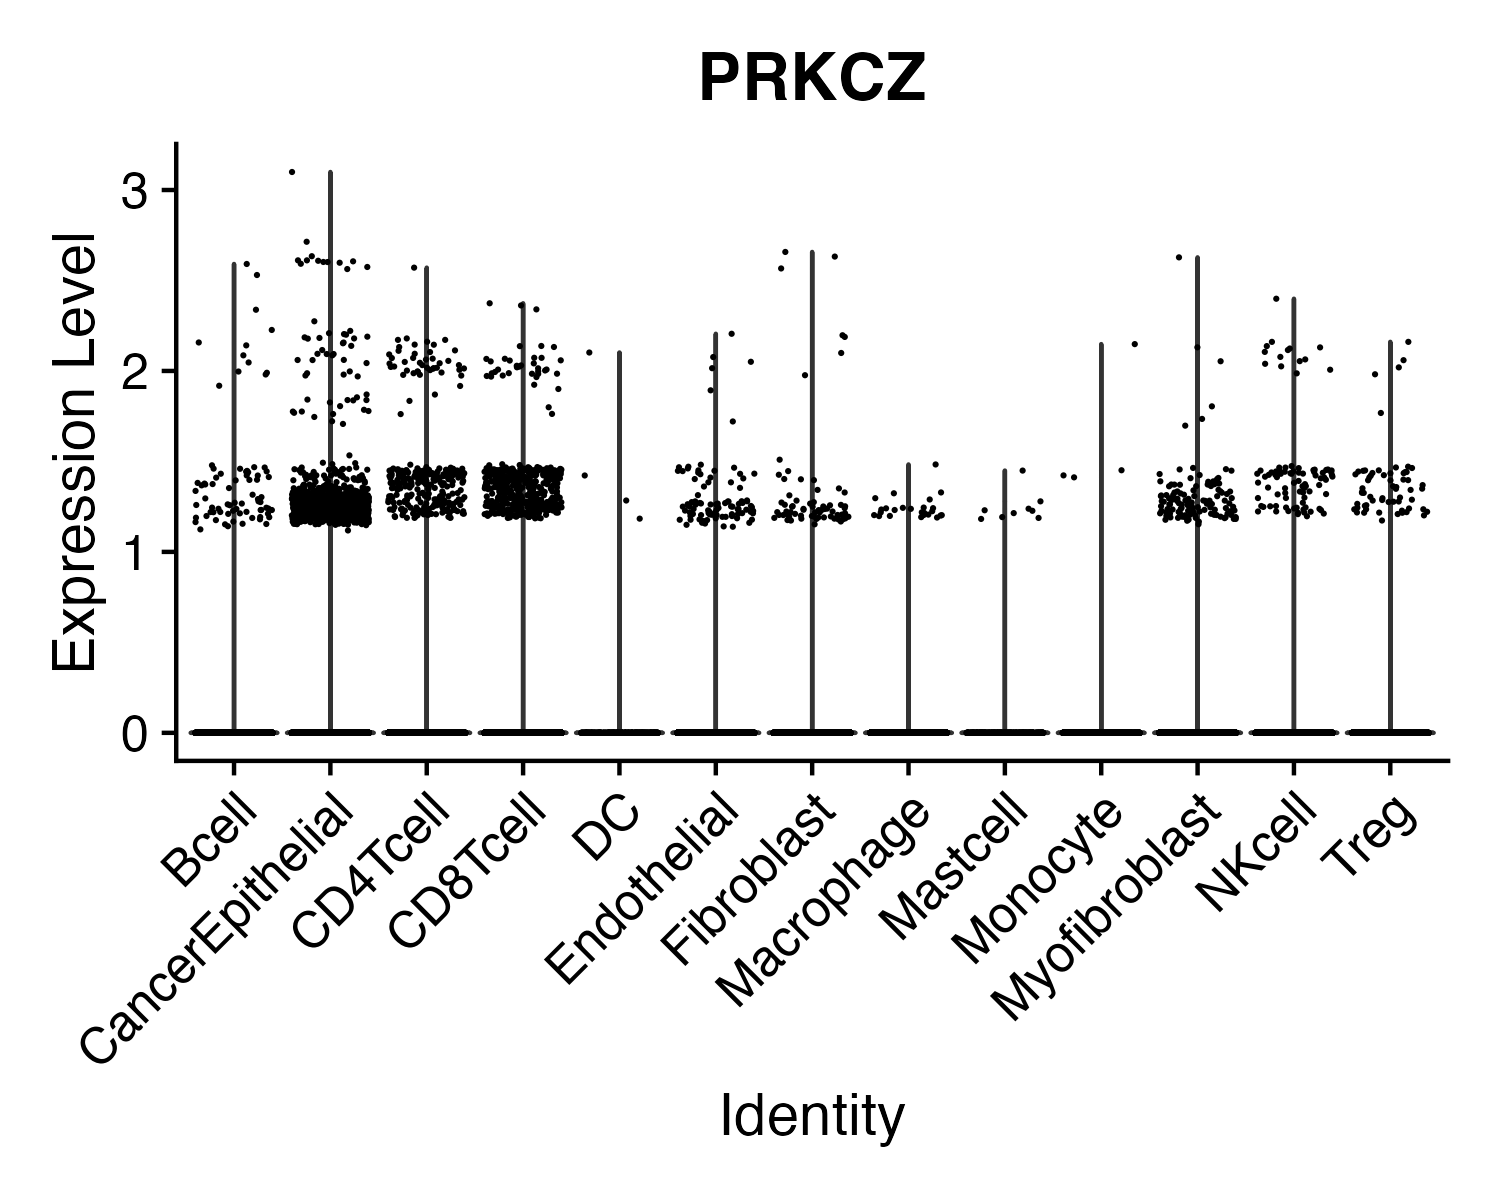 PRKCZ
Expression Level
3
2
1
0
Bcell
CancerEpithelial
CD4Tcell
CD8Tcell
DC
Endothelial
Fibroblast
Macrophage
Mastcell
Monocyte
Myofibroblast
NKcell
Treg
Identity